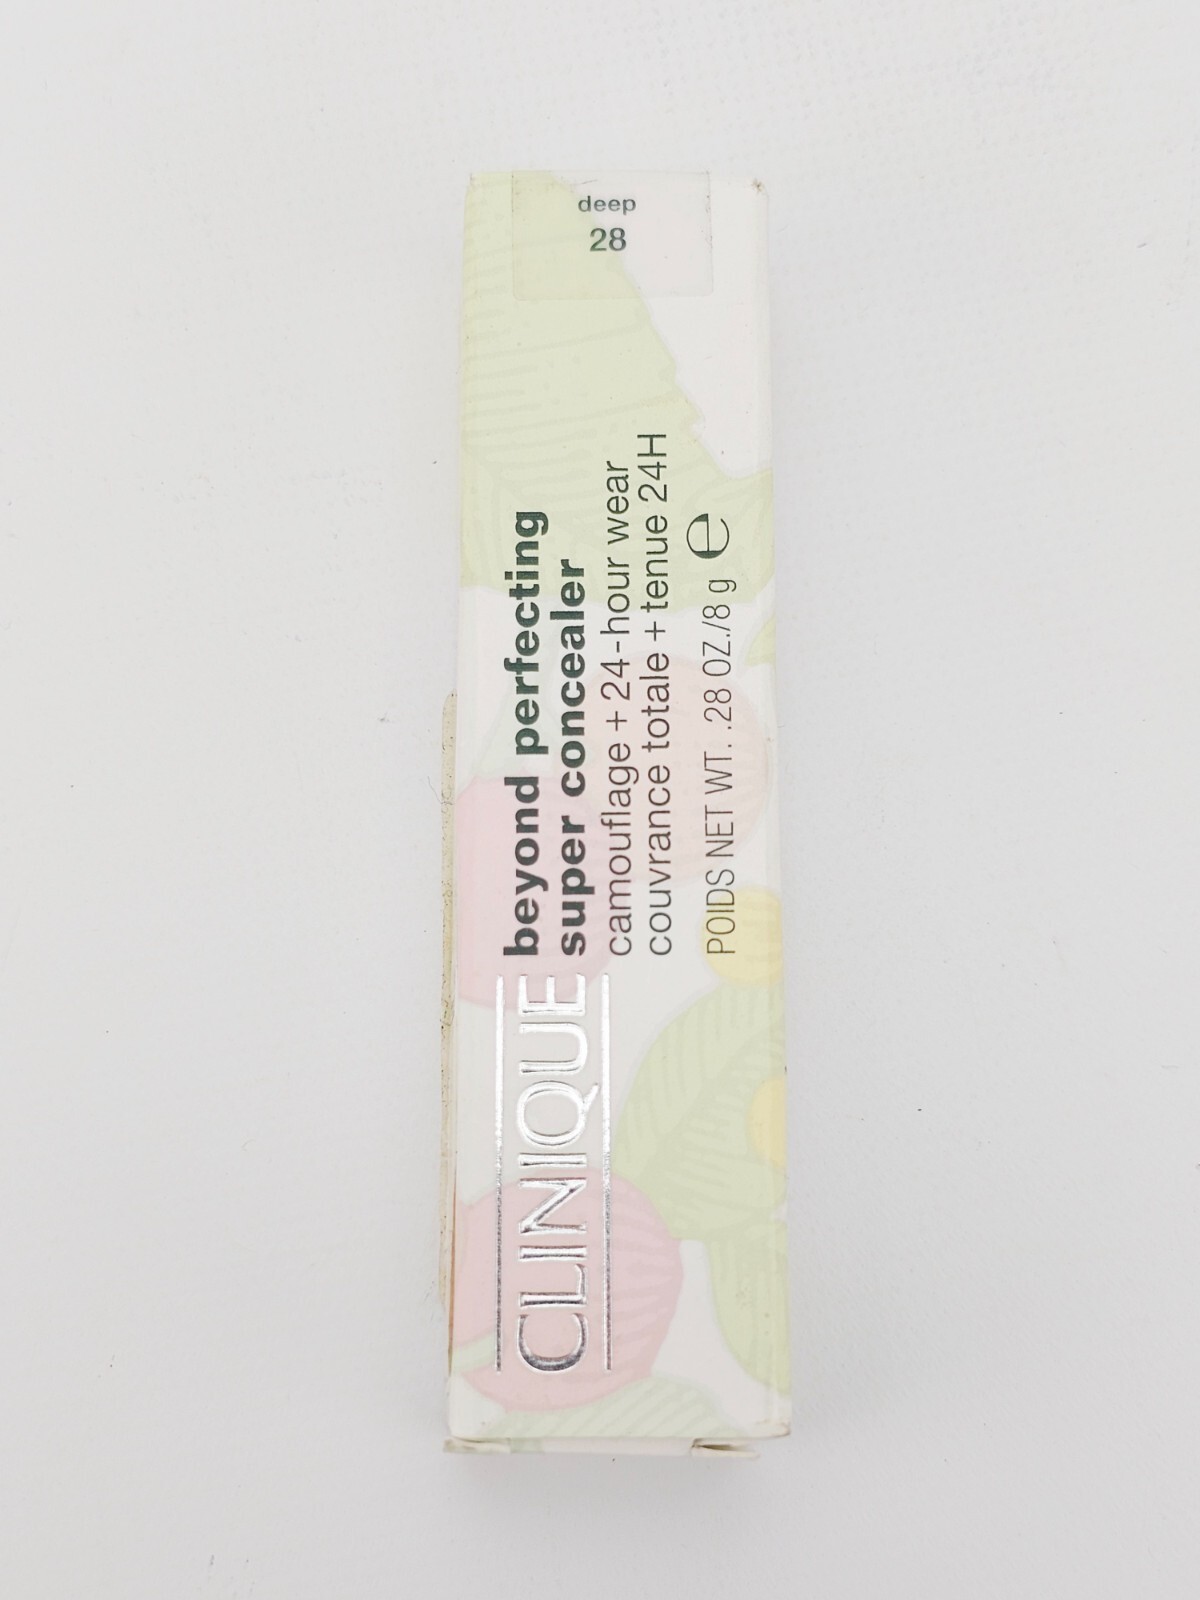 deep
28
CLINIQUE
beyond perfecting
super concealer
camouflage + 24-hour wear
couvrance totale + tenue 24H
POIDS NET WT. .28 OZ./8 g e